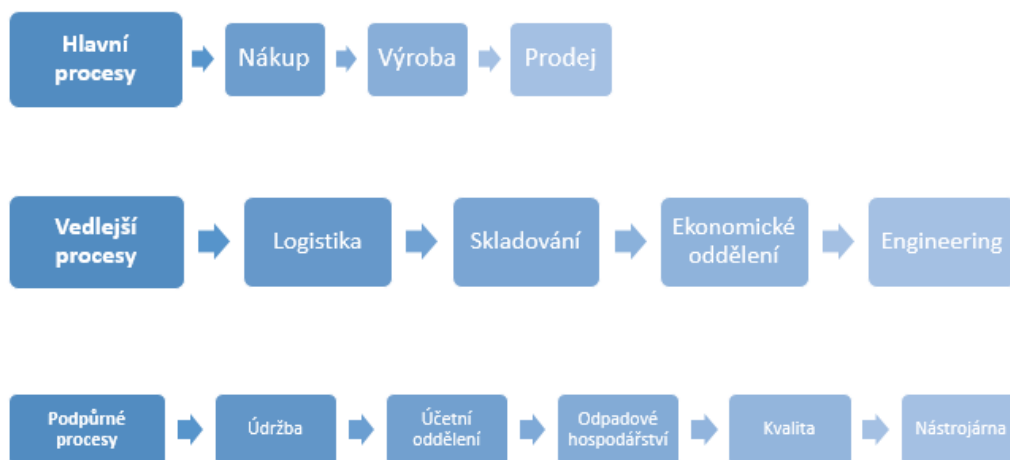 Hlavní
procesy
Nákup
Výroba
Prodej
Vedlejší
procesy
Logistika
Skladování
Ekonomické
oddělení
Engineering
Podpůrné
procesy
Údržba
Účetní
oddělení
Odpadové
hospodářství
Kvalita
Nástrojárna